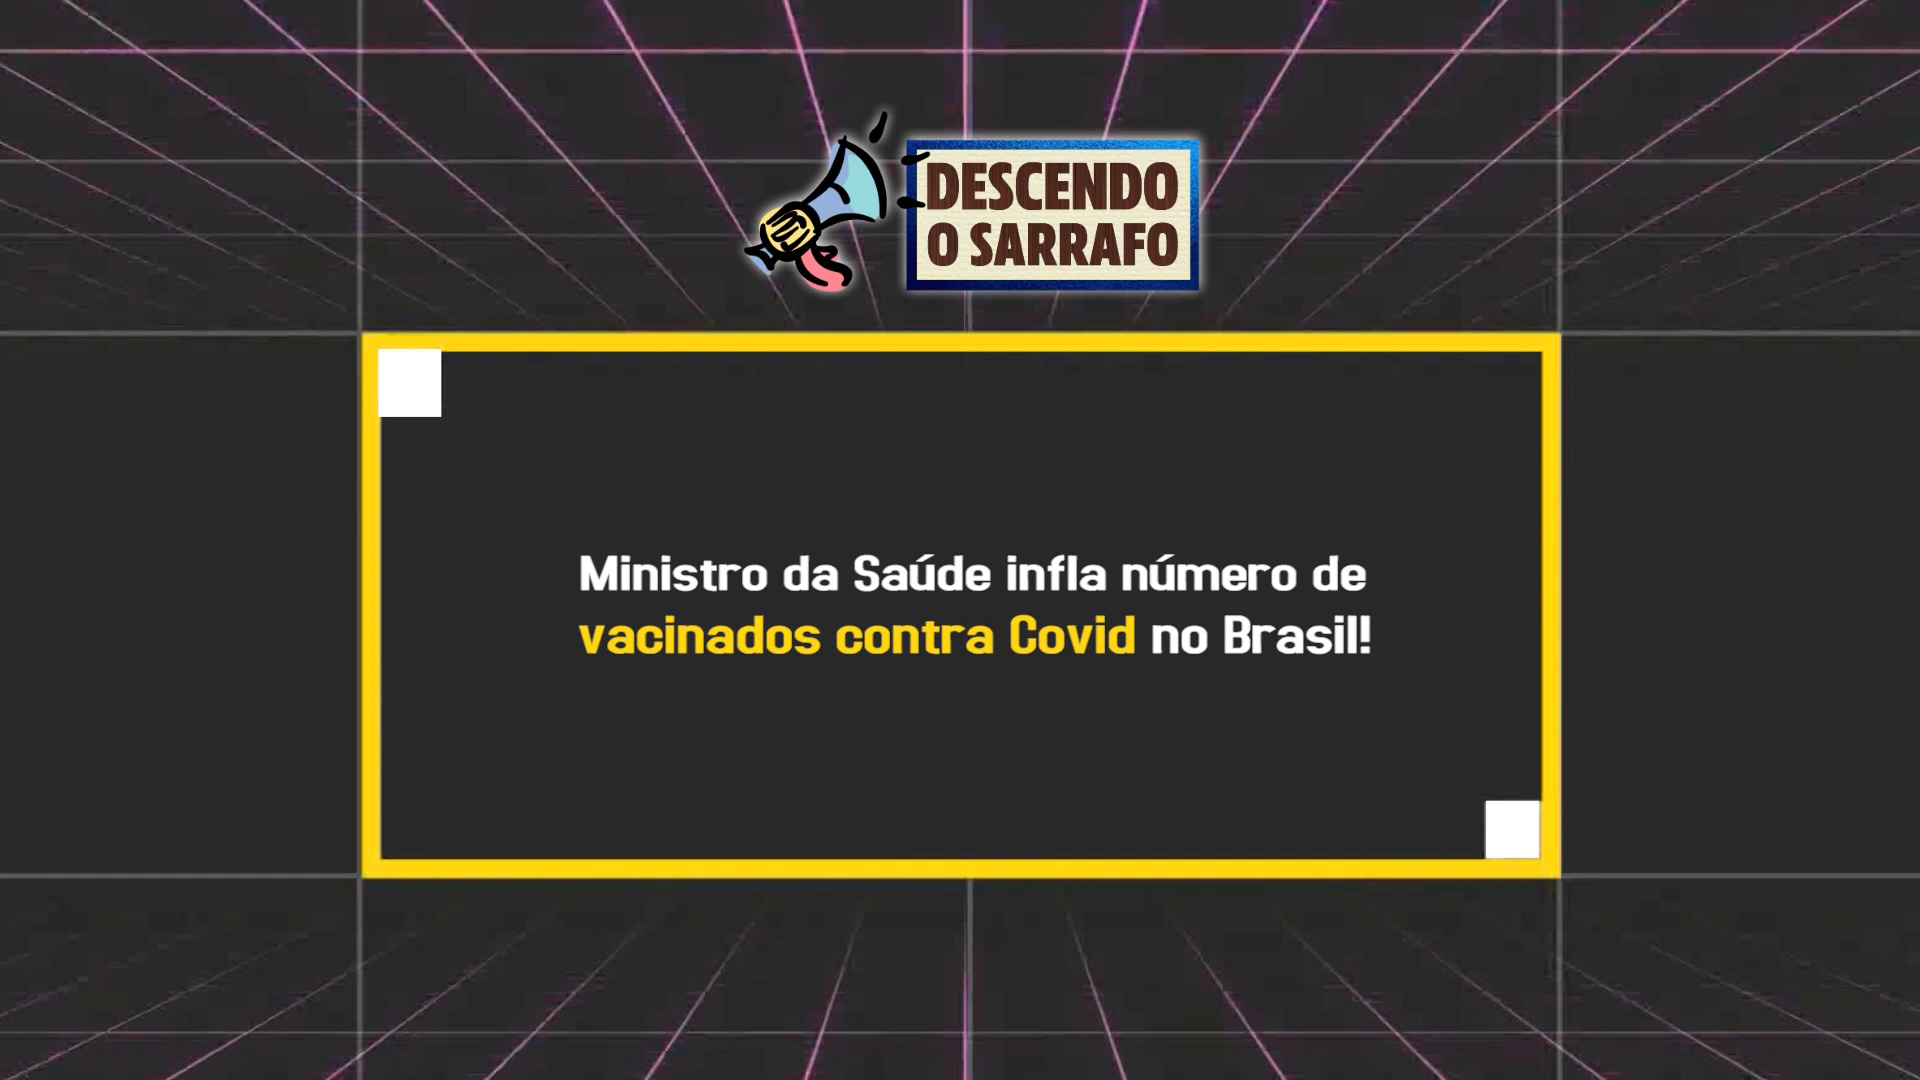 DESCENDO
O SARRAFO
Ministro da Saúde infla número de
vacinados contra Covid no Brasil!